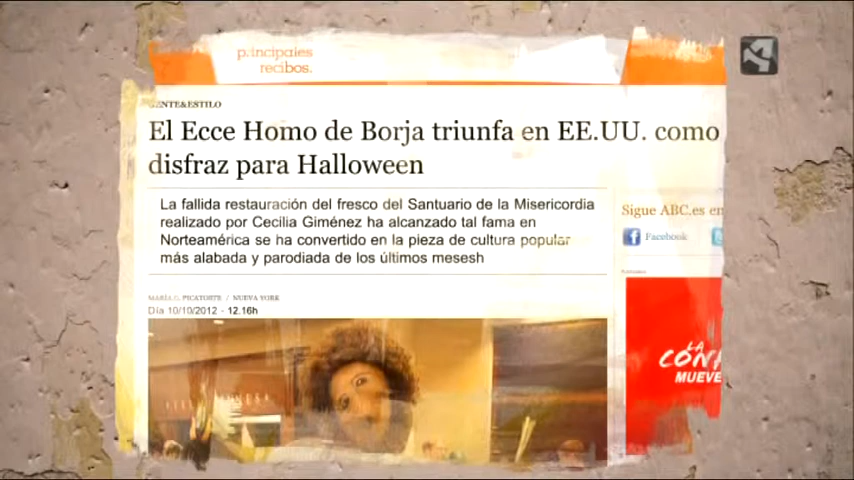 principales
recibos.
GENTE&ESTILO
El Ecce Homo de Borja triunfa en EE.UU. como
disfraz para Halloween
La fallida restauración del fresco del Santuario de la Misericordia
realizado por Cecilia Giménez ha alcanzado tal fama en
Norteamérica se ha convertido en la pieza de cultura popular
más alabada y parodiada de los últimos mesesh
Sigue ABC.es en
Facebook
MARÍA G. PICATOSTE / NUEVA YORK
Día 10/10/2012 - 12.16h
LA
CONF
MUEVE